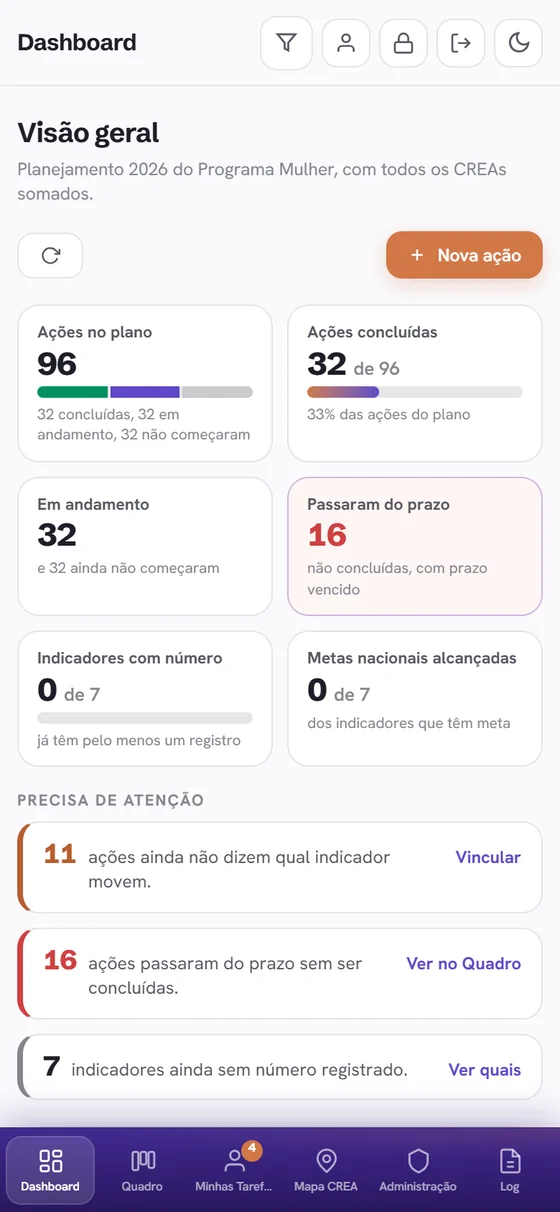 Dashboard
Visão geral
Planejamento 2026 do Programa Mulher, com todos os CREAs
somados.
+ Nova ação
Ações no plano
96
32 concluídas, 32 em
andamento, 32 não começaram
Ações concluídas
32 de 96
33% das ações do plano
Em andamento
32
e 32 ainda não começaram
Passaram do prazo
16
não concluídas, com prazo
vencido
Indicadores com número
0 de 7
já têm pelo menos um registro
Metas nacionais alcançadas
0 de 7
dos indicadores que têm meta
PRECISA DE ATENÇÃO
11 ações ainda não dizem qual indicador
movem.
Vincular
16 ações passaram do prazo sem ser
concluídas.
Ver no Quadro
7 indicadores ainda sem número registrado.
Ver quais
4
Dashboard
Quadro
Minhas Taref...
Mapa CREA
Administração
Log